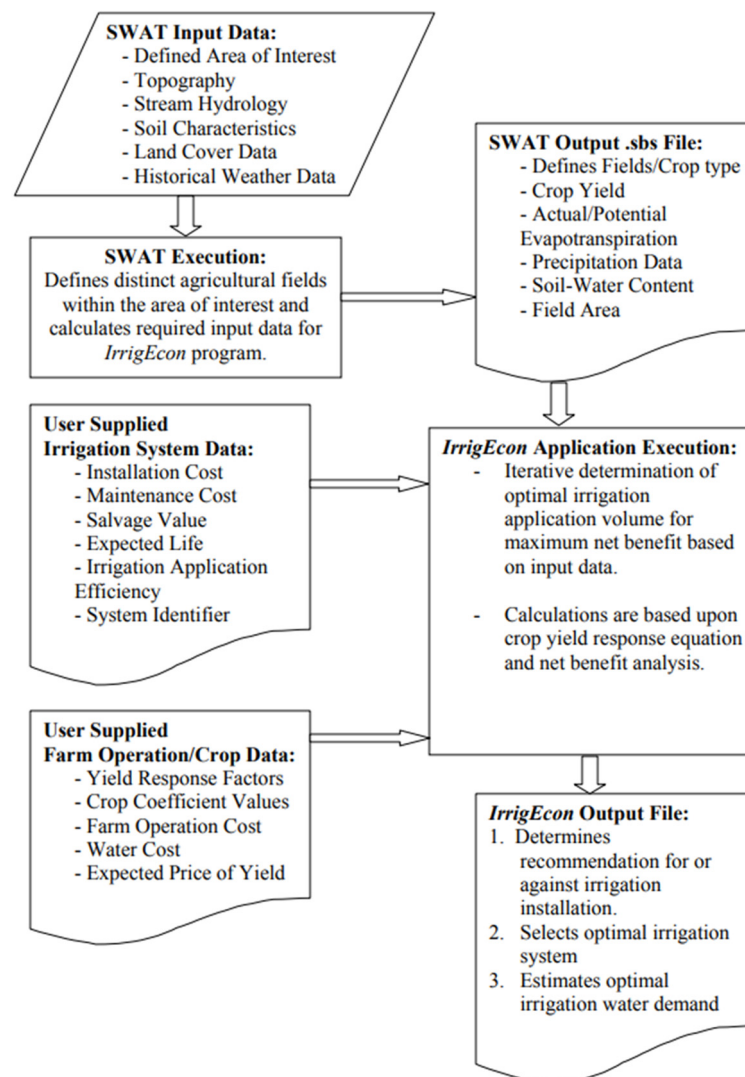 SWAT Input Data:
- Defined Area of Interest
- Topography
- Stream Hydrology
- Soil Characteristics
- Land Cover Data
- Historical Weather Data
SWAT Execution:
Defines distinct agricultural fields
within the area of interest and
calculates required input data for
IrrigEcon program.
SWAT Output .sbs File:
- Defines Fields/Crop type
- Crop Yield
- Actual/Potential
Evapotranspiration
- Precipitation Data
- Soil-Water Content
- Field Area
User Supplied
Irrigation System Data:
- Installation Cost
- Maintenance Cost
- Salvage Value
- Expected Life
- Irrigation Application
Efficiency
- System Identifier
User Supplied
Farm Operation/Crop Data:
- Yield Response Factors
- Crop Coefficient Values
- Farm Operation Cost
- Water Cost
- Expected Price of Yield
IrrigEcon Application Execution:
- Iterative determination of
optimal irrigation
application volume for
maximum net benefit based
on input data.
- Calculations are based upon
crop yield response equation
and net benefit analysis.
IrrigEcon Output File:
1. Determines
recommendation for or
against irrigation
installation.
2. Selects optimal irrigation
system
3. Estimates optimal
irrigation water demand